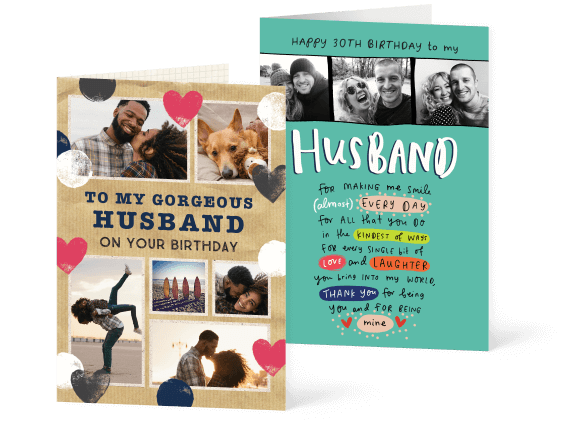 TO MY GORGEOUS
HUSBAND
ON YOUR BIRTHDAY
HAPPY 30TH BIRTHDAY to my
HUSBAND
FOR MAKING me smile
(almost) EVERY DAY
FOR ALL that you DO
in the KINDEST OF WAYS
FOR EVERY SINGLE bit OF
LOVE and LAUGHTER
you bring INTO MY WORLD.
THANK YOU for being
YOU and FOR BEING
mine